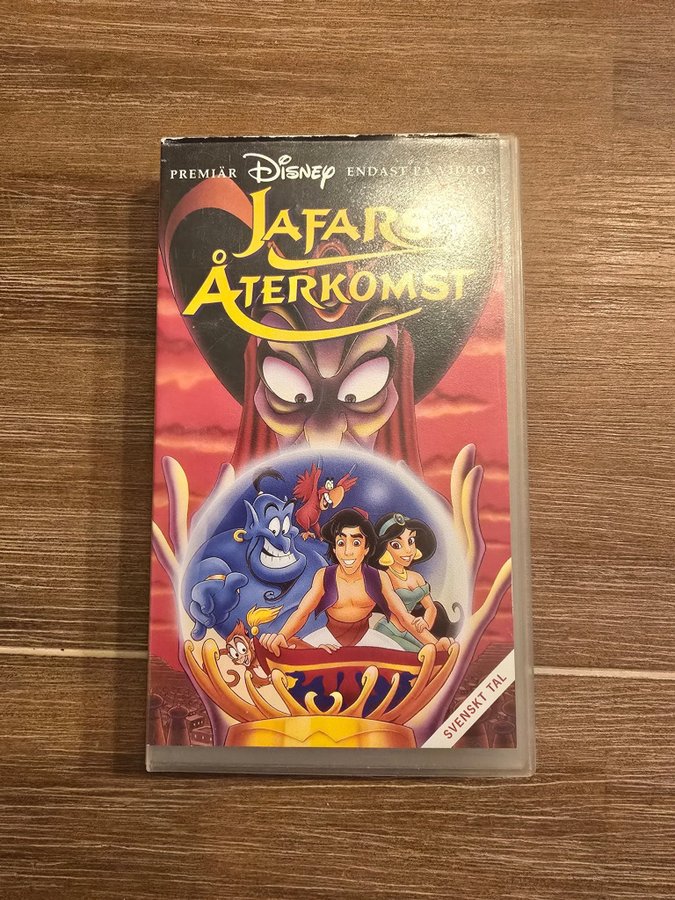 PREMIÄR Disney ENDAST PÅ VIDEO
JAFARS
ÅTERKOMST
SVENSKT TAL